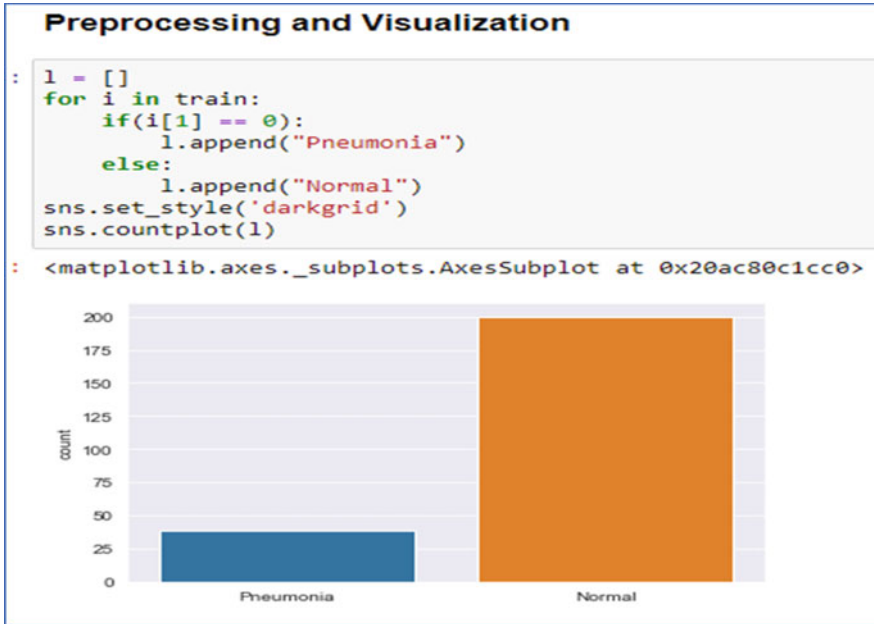 Preprocessing and Visualization
: l = []
for i in train:
    if(i[1] == 0):
        l.append("Pneumonia")
    else:
        l.append("Normal")
sns.set_style('darkgrid')
sns.countplot(l)
: <matplotlib.axes._subplots.AxesSubplot at 0x20ac80c1cc0>
200
175
150
125
100
75
50
25
0
count
Pneumonia Normal